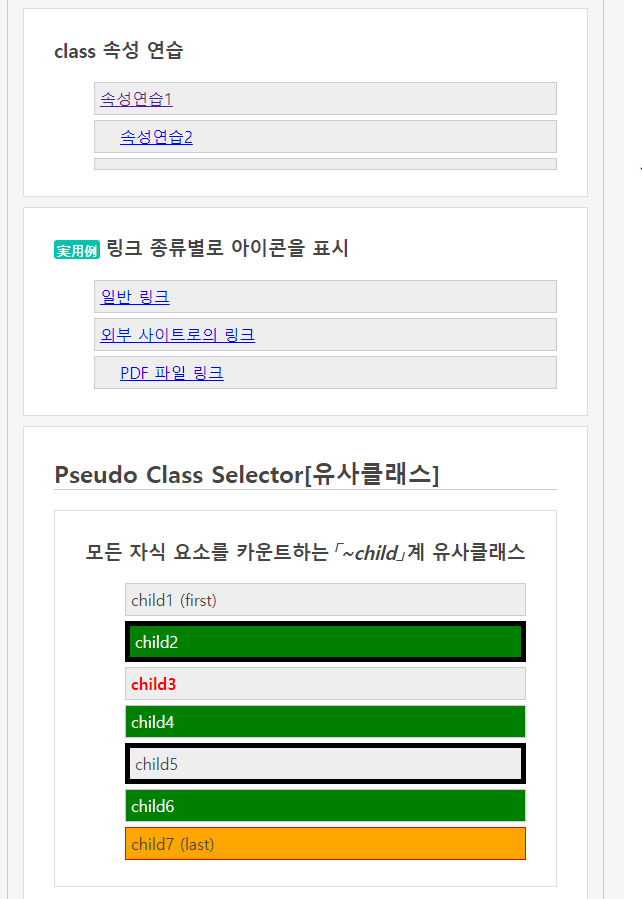 class 속성 연습
속성연습1
속성연습2
実用例 링크 종류별로 아이콘을 표시
일반 링크
외부 사이트로의 링크
PDF 파일 링크
Pseudo Class Selector[유사클래스]
모든 자식 요소를 카운트하는「~child」계 유사클래스
child1 (first)
child2
child3
child4
child5
child6
child7 (last)